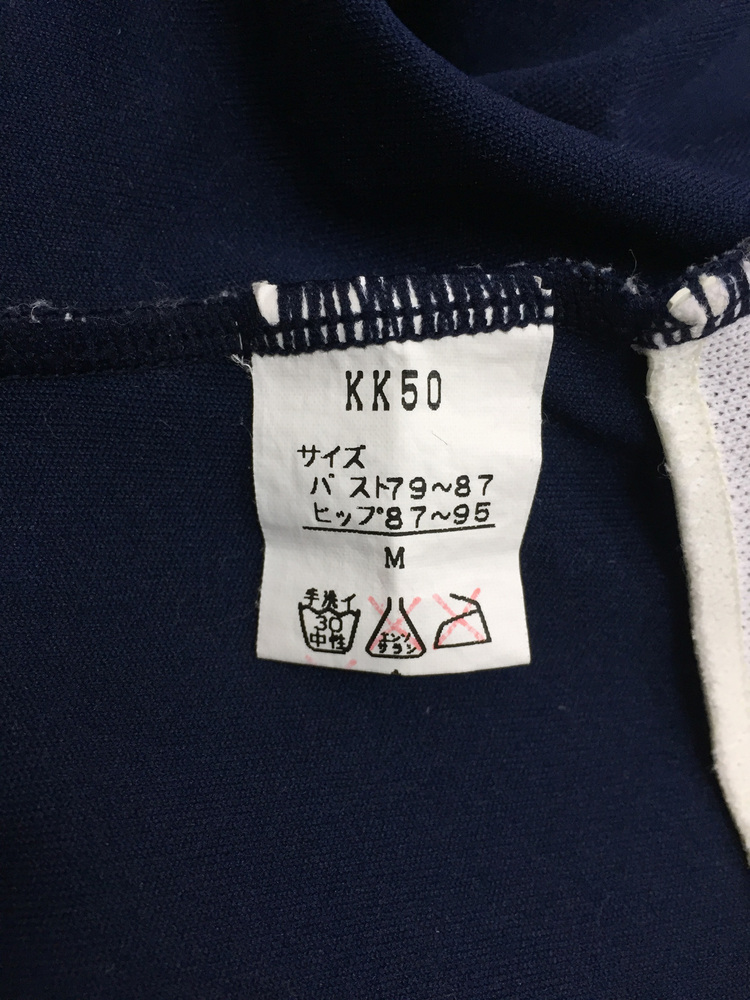 KK50
サイズ
バスト79～87
ヒップ87～95
M
手洗イ
30
中性
エンソ
サラシ